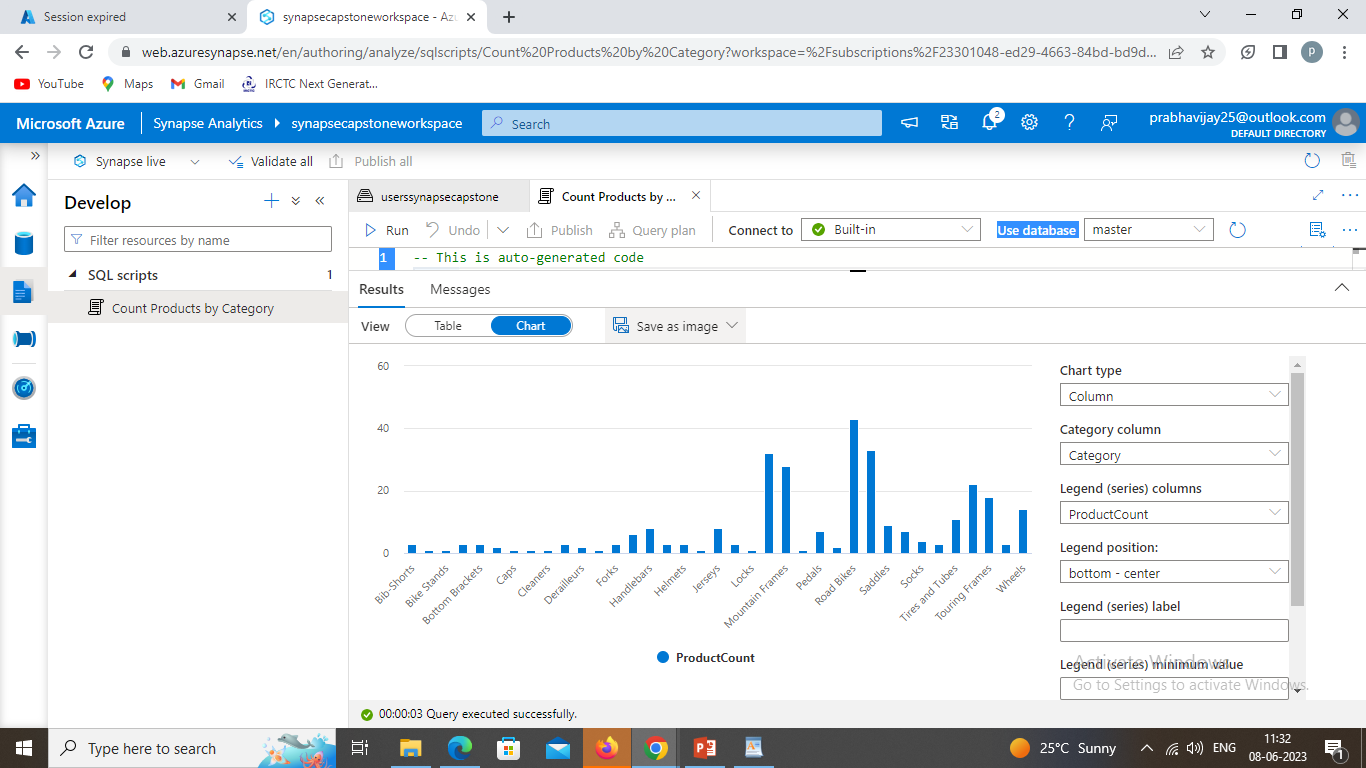 Session expired
synapsecapstoneworkspace - Azu
web.azuresynapse.net/en/authoring/analyze/sqlscripts/Count%20Products%20by%20Category?workspace=%2Fsubscriptions%2F23301048-ed29-4663-84bd-bd9d...
P
YouTube
Maps
Gmail
IRCTC Next Generat...
Microsoft Azure
Synapse Analytics
synapsecapstoneworkspace
Search
2
prabhavijay25@outlook.com
DEFAULT DIRECTORY
Synapse live
Validate all
Publish all
Develop
Filter resources by name
SQL scripts
1
Count Products by Category
userssynapsecapstone
Count Products by ...
Run
Undo
Publish
Query plan
Connect to
Built-in
Use database
master
1
-- This is auto-generated code
Results
Messages
View
Table
Chart
Save as image
60
40
20
0
Bib-Shorts
Bike Stands
Bottom Brackets
Caps
Cleaners
Derailleurs
Forks
Handlebars
Helmets
Jerseys
Locks
Mountain Frames
Pedals
Road Bikes
Saddles
Socks
Tires and Tubes
Touring Frames
Wheels
ProductCount
Chart type
Column
Category column
Category
Legend (series) columns
ProductCount
Legend position:
bottom - center
Legend (series) label
Legend (series) minimum value
Activate Windows
Go to Settings to activate Windows.
00:00:03 Query executed successfully.
Type here to search
25°C Sunny
ENG
11:32
08-06-2023
1